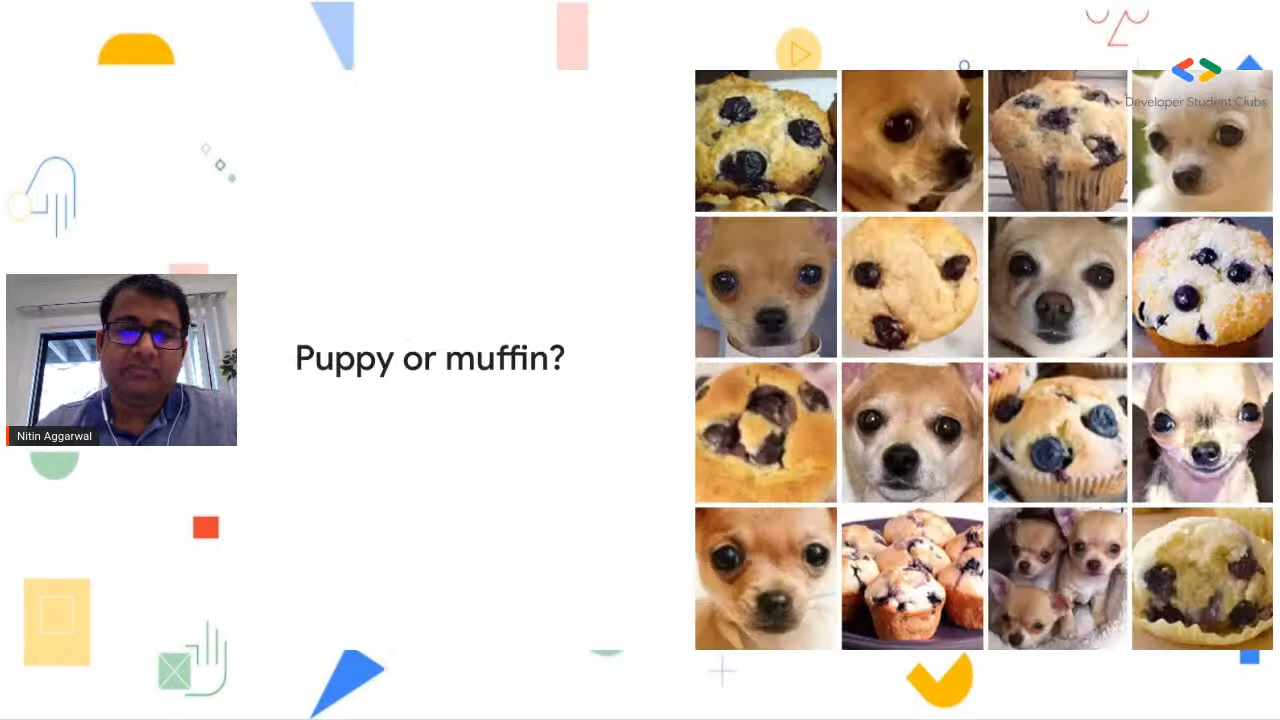 Developer Student Clubs
Puppy or muffin?
Nitin Aggarwal